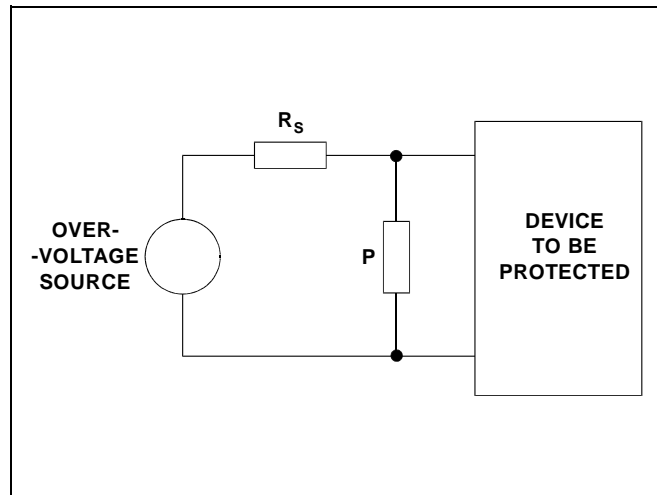 R_S
OVER-
-VOLTAGE
SOURCE
P
DEVICE
TO BE
PROTECTED